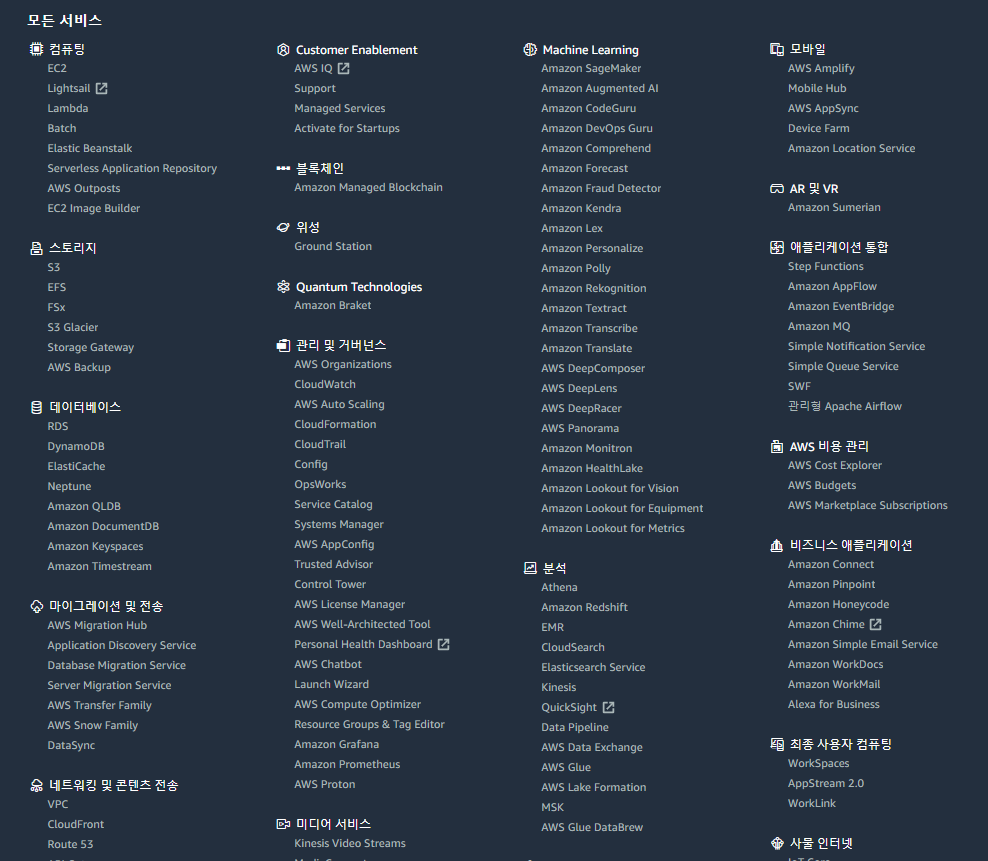 모든 서비스
컴퓨팅
EC2
Lightsail
Lambda
Batch
Elastic Beanstalk
Serverless Application Repository
AWS Outposts
EC2 Image Builder
스토리지
S3
EFS
FSx
S3 Glacier
Storage Gateway
AWS Backup
데이터베이스
RDS
DynamoDB
ElastiCache
Neptune
Amazon QLDB
Amazon DocumentDB
Amazon Keyspaces
Amazon Timestream
마이그레이션 및 전송
AWS Migration Hub
Application Discovery Service
Database Migration Service
Server Migration Service
AWS Transfer Family
AWS Snow Family
DataSync
네트워킹 및 콘텐츠 전송
VPC
CloudFront
Route 53
Customer Enablement
AWS IQ
Support
Managed Services
Activate for Startups
블록체인
Amazon Managed Blockchain
위성
Ground Station
Quantum Technologies
Amazon Braket
관리 및 거버넌스
AWS Organizations
CloudWatch
AWS Auto Scaling
CloudFormation
CloudTrail
Config
OpsWorks
Service Catalog
Systems Manager
AWS AppConfig
Trusted Advisor
Control Tower
AWS License Manager
AWS Well-Architected Tool
Personal Health Dashboard
AWS Chatbot
Launch Wizard
AWS Compute Optimizer
Resource Groups & Tag Editor
Amazon Grafana
Amazon Prometheus
AWS Proton
미디어 서비스
Kinesis Video Streams
Machine Learning
Amazon SageMaker
Amazon Augmented AI
Amazon CodeGuru
Amazon DevOps Guru
Amazon Comprehend
Amazon Forecast
Amazon Fraud Detector
Amazon Kendra
Amazon Lex
Amazon Personalize
Amazon Polly
Amazon Rekognition
Amazon Textract
Amazon Transcribe
Amazon Translate
AWS DeepComposer
AWS DeepLens
AWS DeepRacer
AWS Panorama
Amazon Monitron
Amazon HealthLake
Amazon Lookout for Vision
Amazon Lookout for Equipment
Amazon Lookout for Metrics
분석
Athena
Amazon Redshift
EMR
CloudSearch
Elasticsearch Service
Kinesis
QuickSight
Data Pipeline
AWS Data Exchange
AWS Glue
AWS Lake Formation
MSK
AWS Glue DataBrew
모바일
AWS Amplify
Mobile Hub
AWS AppSync
Device Farm
Amazon Location Service
AR 및 VR
Amazon Sumerian
애플리케이션 통합
Step Functions
Amazon AppFlow
Amazon EventBridge
Amazon MQ
Simple Notification Service
Simple Queue Service
SWF
관리형 Apache Airflow
AWS 비용 관리
AWS Cost Explorer
AWS Budgets
AWS Marketplace Subscriptions
비즈니스 애플리케이션
Amazon Connect
Amazon Pinpoint
Amazon Honeycode
Amazon Chime
Amazon Simple Email Service
Amazon WorkDocs
Amazon WorkMail
Alexa for Business
최종 사용자 컴퓨팅
WorkSpaces
AppStream 2.0
WorkLink
사물 인터넷